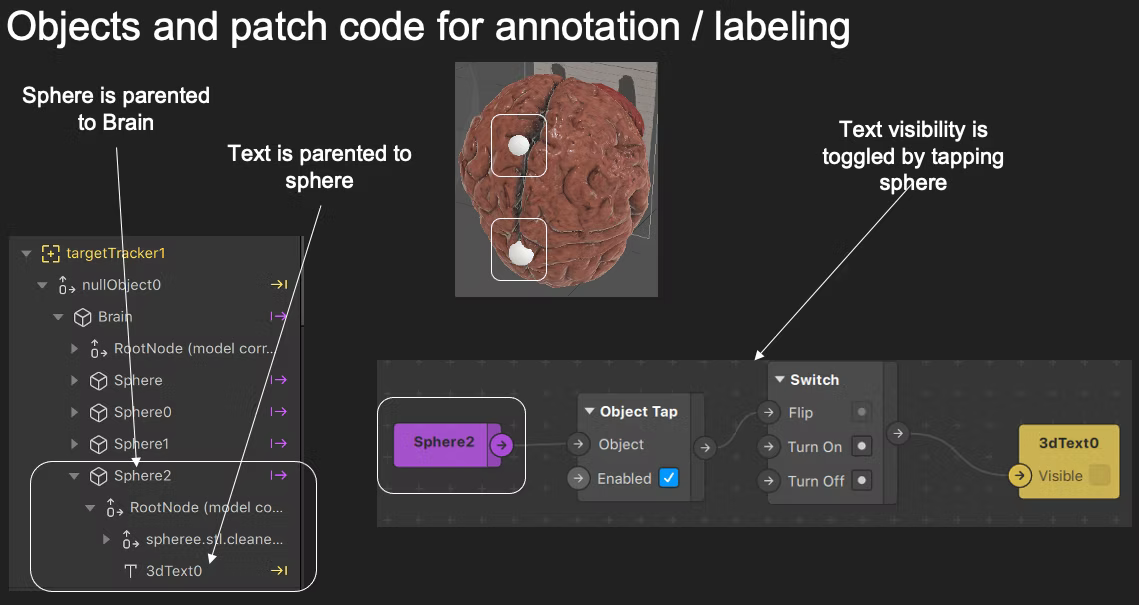 Objects and patch code for annotation / labeling
Sphere is parented
to Brain
Text is parented to
sphere
Text visibility is
toggled by tapping
sphere
targetTracker1
nullObject0
Brain
RootNode (model corr...
Sphere
Sphere0
Sphere1
Sphere2
RootNode (model co...
spheree.stl.cleane...
3dText0
Sphere2
Object Tap
Object
Enabled
Switch
Flip
Turn On
Turn Off
3dText0
Visible